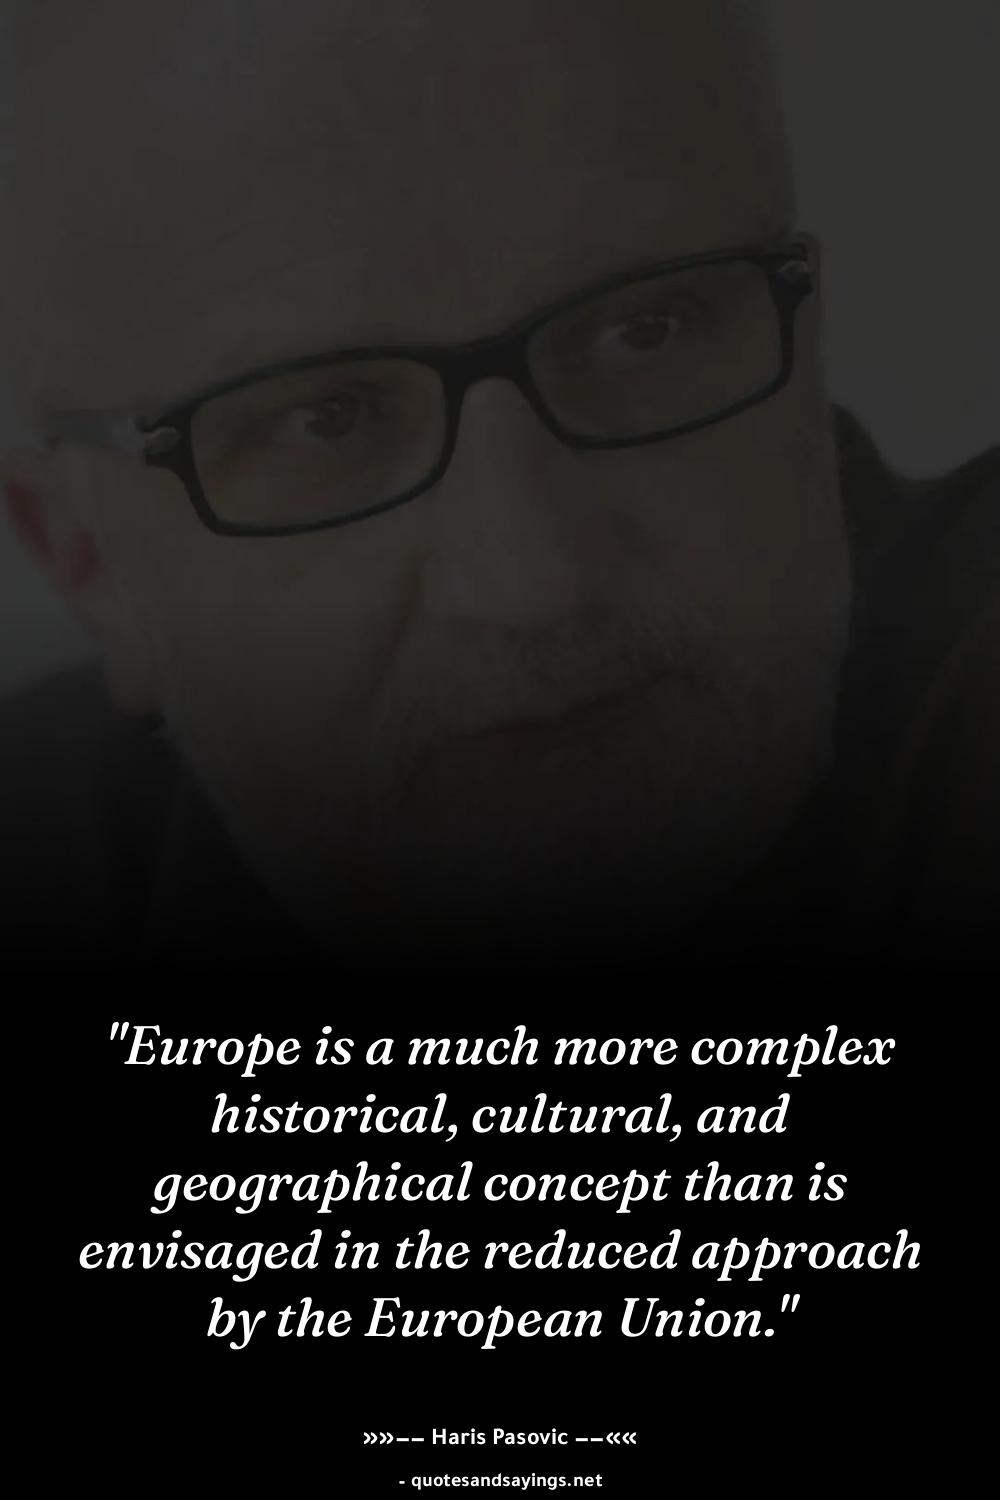 "Europe is a much more complex
historical, cultural, and
geographical concept than is
envisaged in the reduced approach
by the European Union."
»»−− Haris Pasovic −−««
- quotesandsayings.net